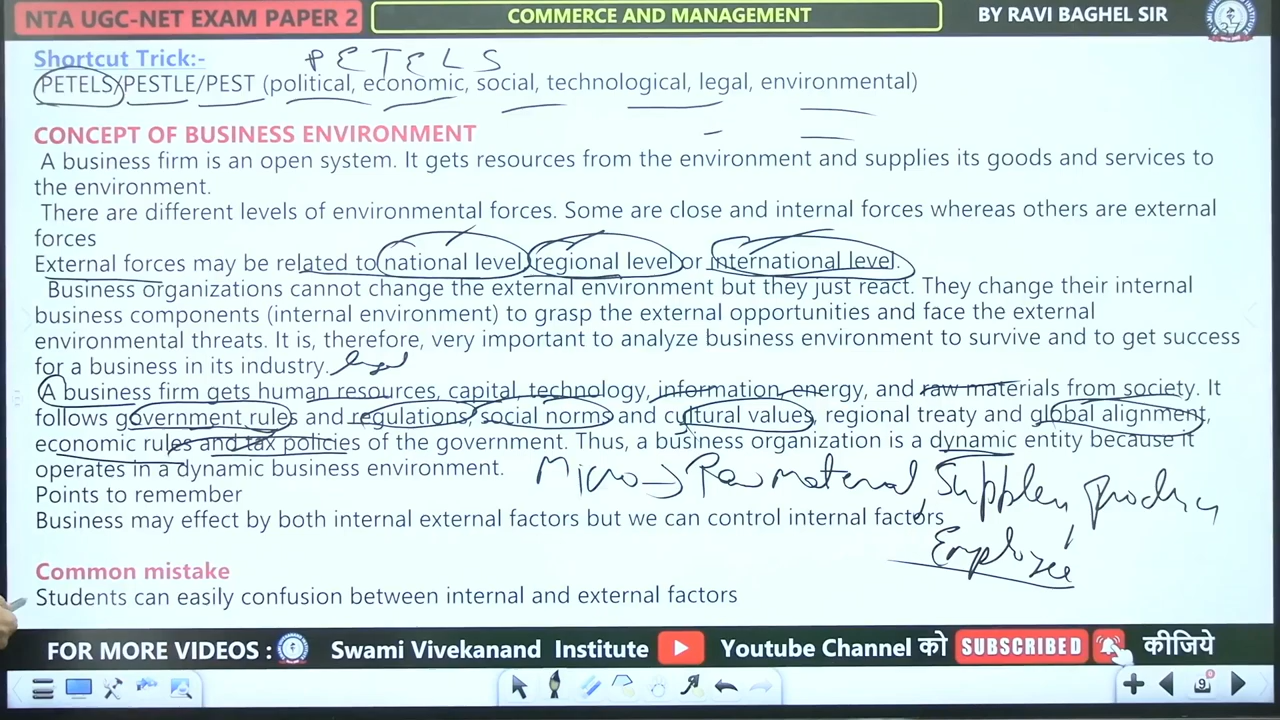 NTA UGC-NET EXAM PAPER 2
COMMERCE AND MANAGEMENT
BY RAVI BAGHEL SIR
37
Shortcut Trick:-
P E T E L S
PETELS/PESTLE/PEST (political, economic, social, technological, legal, environmental)
CONCEPT OF BUSINESS ENVIRONMENT
A business firm is an open system. It gets resources from the environment and supplies its goods and services to
the environment.
There are different levels of environmental forces. Some are close and internal forces whereas others are external
forces
External forces may be related to national level, regional level or international level.
Business organizations cannot change the external environment but they just react. They change their internal
business components (internal environment) to grasp the external opportunities and face the external
environmental threats. It is, therefore, very important to analyze business environment to survive and to get success
for a business in its industry. legal
A business firm gets human resources, capital, technology, information, energy, and raw materials from society. It
follows government rules and regulations, social norms and cultural values, regional treaty and global alignment,
economic rules and tax policies of the government. Thus, a business organization is a dynamic entity because it
operates in a dynamic business environment.
Micro → Raw material, Supplier,
Points to remember
Business may effect by both internal external factors but we can control internal factors
Employee
Common mistake
Students can easily confusion between internal and external factors
FOR MORE VIDEOS : Swami Vivekanand Institute Youtube Channel को SUBSCRIBED कीजिये
9